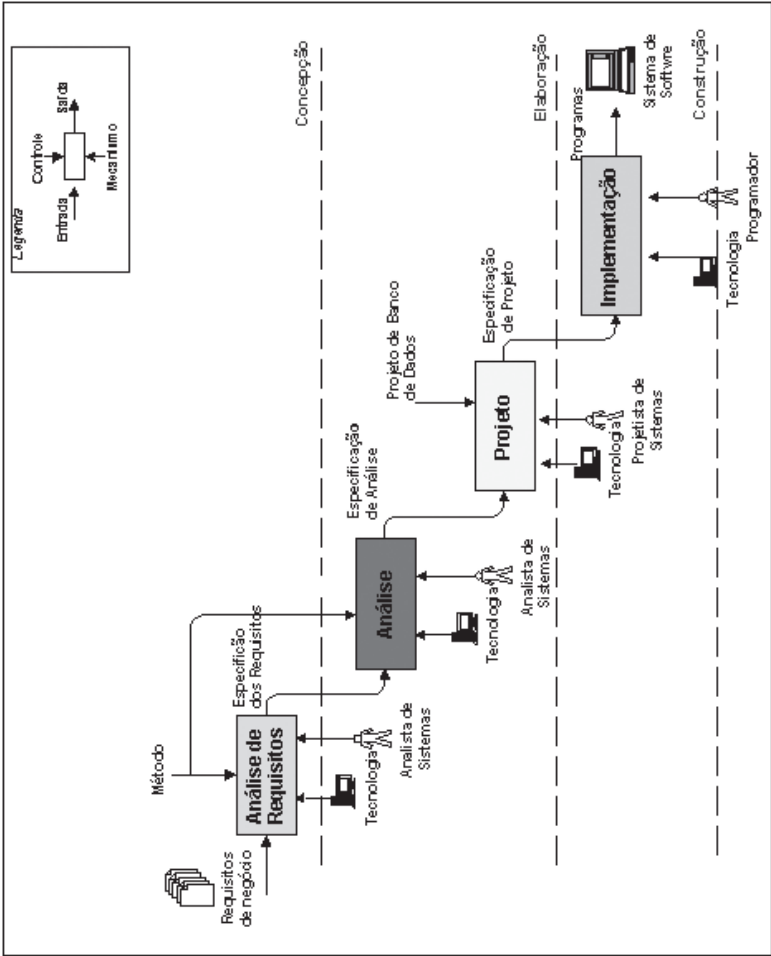 Legenda
Controle
Entrada
Saída
Mecanismo
Requisitos
de negócio
Método
Análise de
Requisitos
Tecnologia
Analista de
Sistemas
Especificão
dos Requisitos
Concepção
Análise
Tecnologia
Analista de
Sistemas
Especificação
de Análise
Projeto de Banco
de Dados
Projeto
Tecnologia
Projetista de
Sistemas
Especificação
de Projeto
Elaboração
Implementação
Tecnologia
Programador
Programas
Sistema de
Softwre
Construção